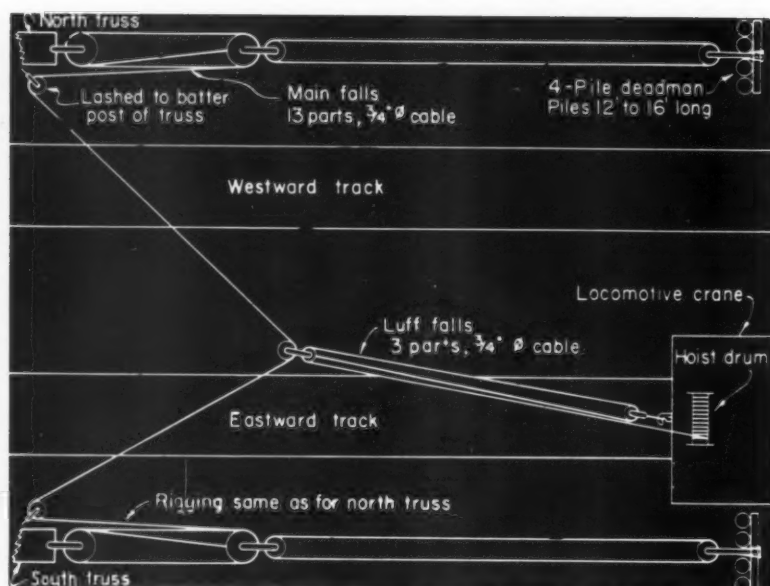 North truss
Lashed to batter
post of truss
Main falls
13 parts, 3/4" Ø cable
4-Pile deadman
Piles 12' to 16' long
Westward track
Locomotive crane
Luff falls
3 parts, 3/4" Ø cable
Hoist drum
Eastward track
Rigging same as for north truss
South truss